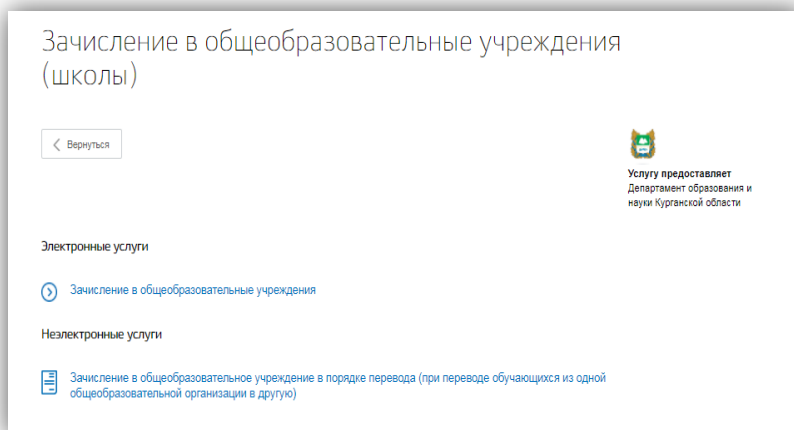 Зачисление в общеобразовательные учреждения
(школы)
Вернуться
Услугу предоставляет
Департамент образования и
науки Курганской области
Электронные услуги
Зачисление в общеобразовательные учреждения
Неэлектронные услуги
Зачисление в общеобразовательное учреждение в порядке перевода (при переводе обучающихся из одной
общеобразовательной организации в другую)